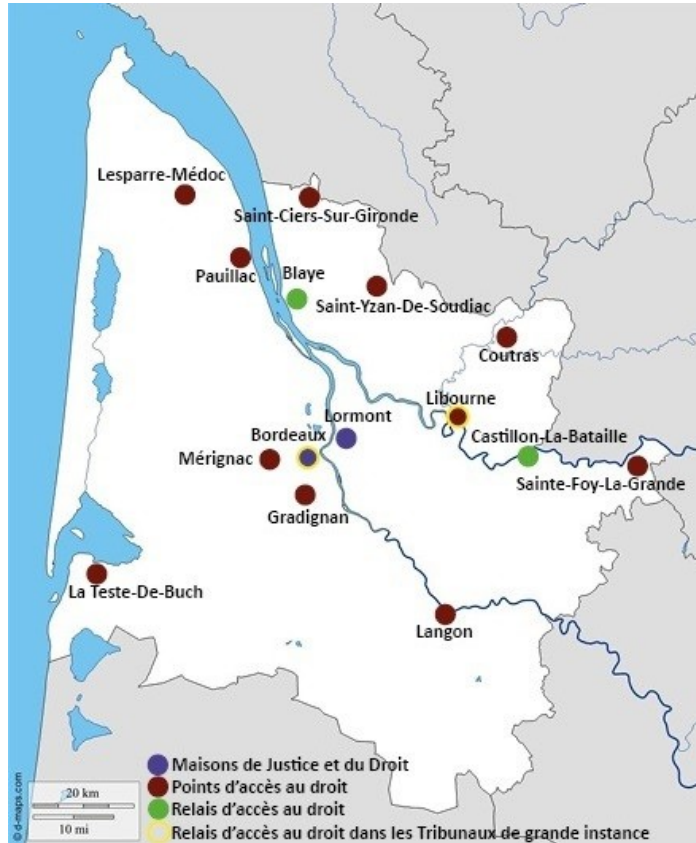 Lesparre-Médoc
Saint-Ciers-Sur-Gironde
Pauillac
Blaye
Saint-Yzan-De-Soudiac
Coutras
Libourne
Lormont
Castillon-La-Bataille
Bordeaux
Mérignac
Sainte-Foy-La-Grande
Gradignan
La Teste-De-Buch
Langon
Maisons de Justice et du Droit
Points d'accès au droit
Relais d'accès au droit
Relais d'accès au droit dans les Tribunaux de grande instance
20 km
10 mi
© d-maps.com